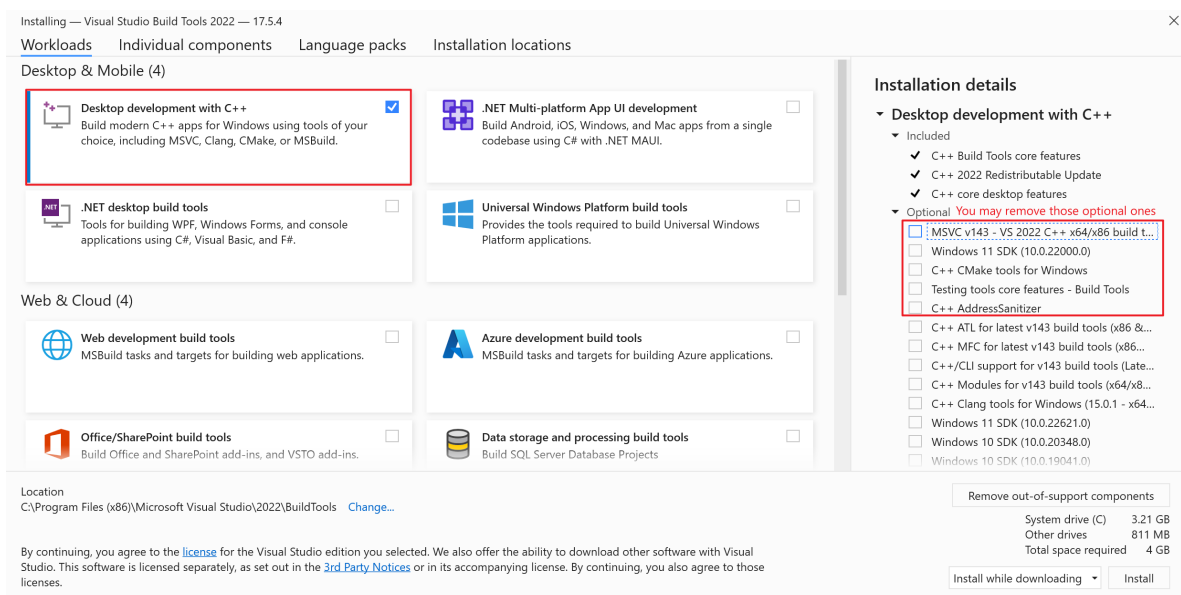 Installing — Visual Studio Build Tools 2022 — 17.5.4
Workloads
Individual components
Language packs
Installation locations
Desktop & Mobile (4)
Desktop development with C++
Build modern C++ apps for Windows using tools of your
choice, including MSVC, Clang, CMake, or MSBuild.
.NET Multi-platform App UI development
Build Android, iOS, Windows, and Mac apps from a single
codebase using C# with .NET MAUI.
.NET
.NET desktop build tools
Tools for building WPF, Windows Forms, and console
applications using C#, Visual Basic, and F#.
Universal Windows Platform build tools
Provides the tools required to build Universal Windows
Platform applications.
Web & Cloud (4)
Web development build tools
MSBuild tasks and targets for building web applications.
Azure development build tools
MSBuild tasks and targets for building Azure applications.
Office/SharePoint build tools
Build Office and SharePoint add-ins, and VSTO add-ins.
Data storage and processing build tools
Build SQL Server Database Projects
Installation details
Desktop development with C++
Included
C++ Build Tools core features
C++ 2022 Redistributable Update
C++ core desktop features
Optional You may remove those optional ones
MSVC v143 - VS 2022 C++ x64/x86 build t...
Windows 11 SDK (10.0.22000.0)
C++ CMake tools for Windows
Testing tools core features - Build Tools
C++ AddressSanitizer
C++ ATL for latest v143 build tools (x86 &...
C++ MFC for latest v143 build tools (x86...
C++/CLI support for v143 build tools (Late...
C++ Modules for v143 build tools (x64/x8...
C++ Clang tools for Windows (15.0.1 - x64...
Windows 11 SDK (10.0.22621.0)
Windows 10 SDK (10.0.20348.0)
Windows 10 SDK (10.0.19041.0)
Location
C:\Program Files (x86)\Microsoft Visual Studio\2022\BuildTools Change...
By continuing, you agree to the license for the Visual Studio edition you selected. We also offer the ability to download other software with Visual
Studio. This software is licensed separately, as set out in the 3rd Party Notices or in its accompanying license. By continuing, you also agree to those
licenses.
Remove out-of-support components
System drive (C) 3.21 GB
Other drives 811 MB
Total space required 4 GB
Install while downloading
Install